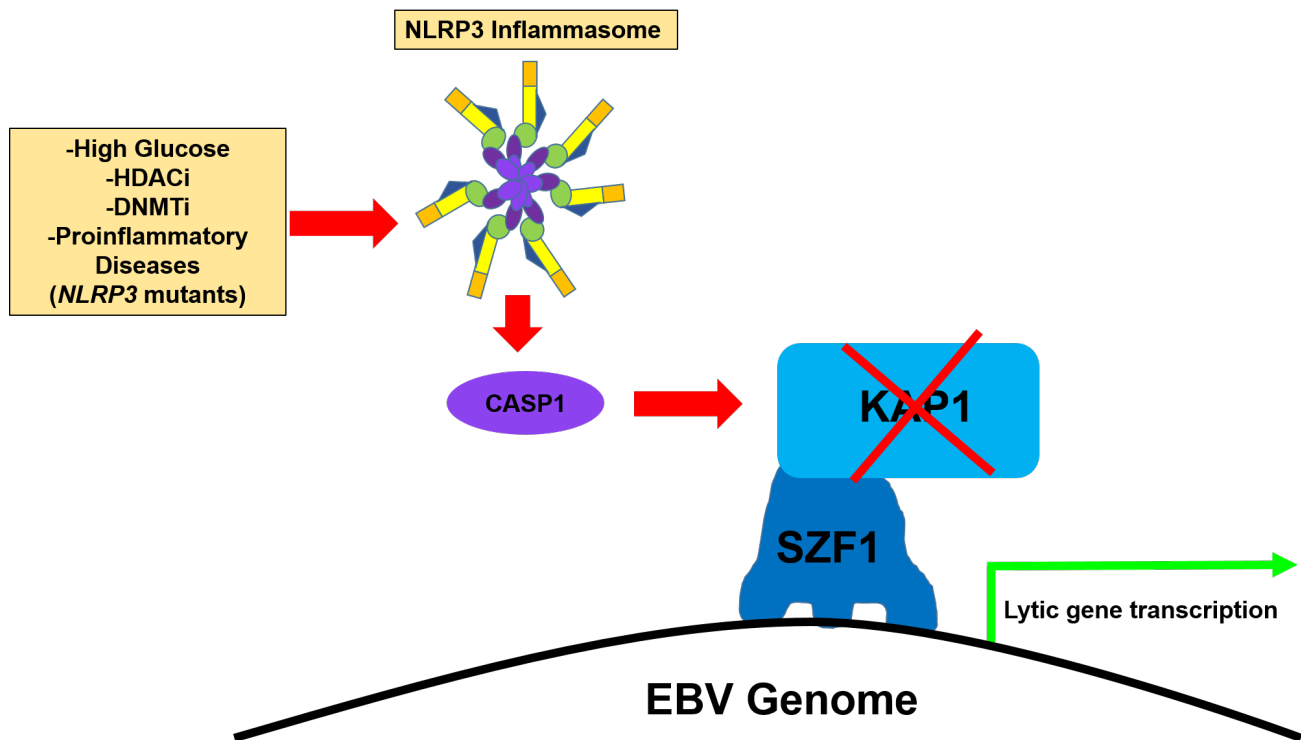 NLRP3 Inflammasome
-High Glucose
-HDACi
-DNMTi
-Proinflammatory
Diseases
(NLRP3 mutants)
CASP1
KAP1
SZF1
Lytic gene transcription
EBV Genome